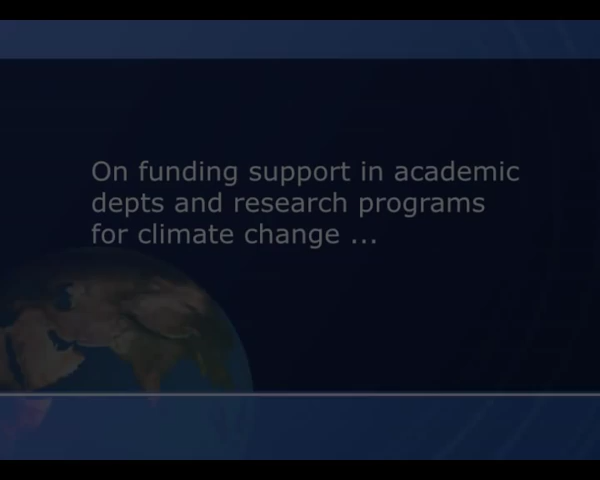 On funding support in academic
depts and research programs
for climate change ...